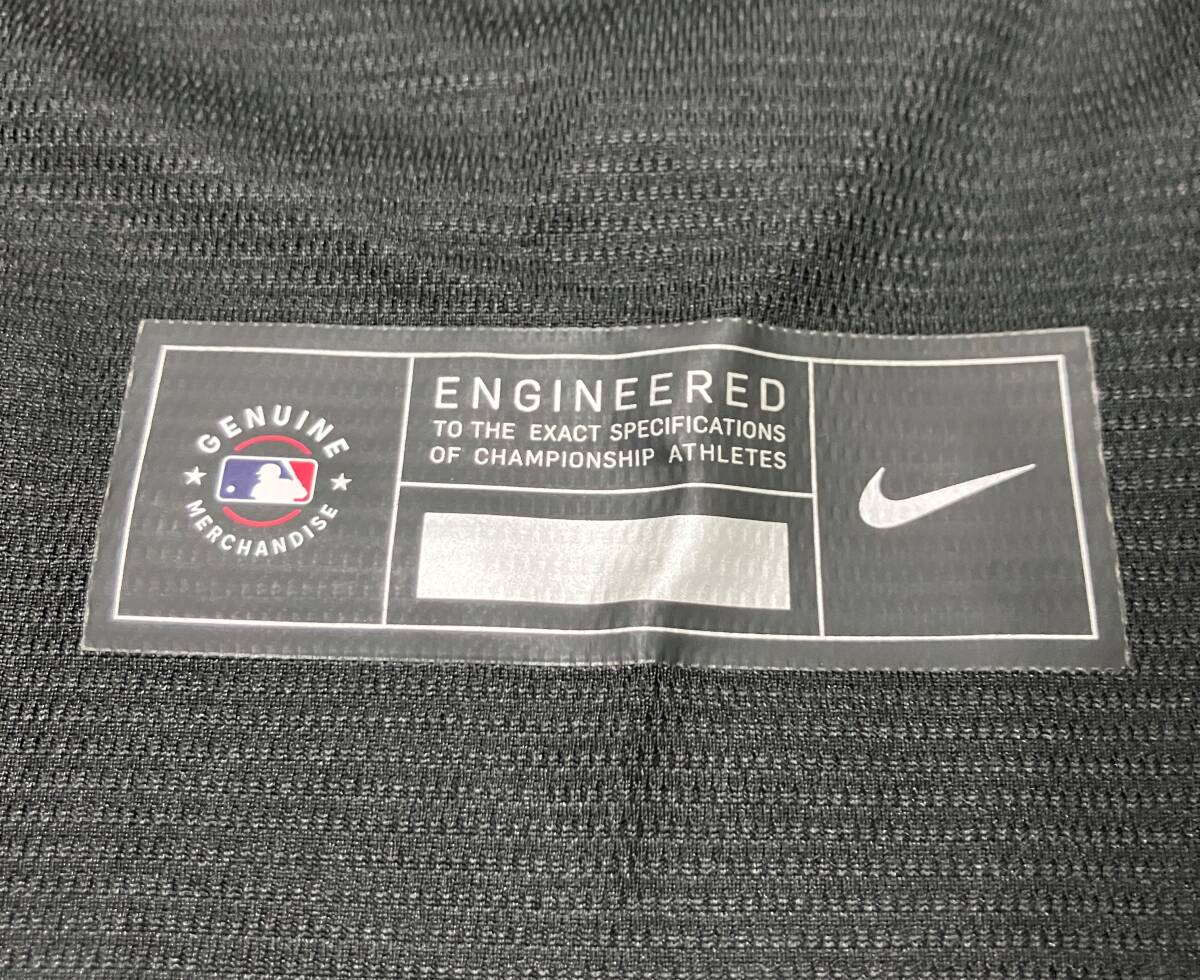 GENUINE
MERCHANDISE
ENGINEERED
TO THE EXACT SPECIFICATIONS
OF CHAMPIONSHIP ATHLETES